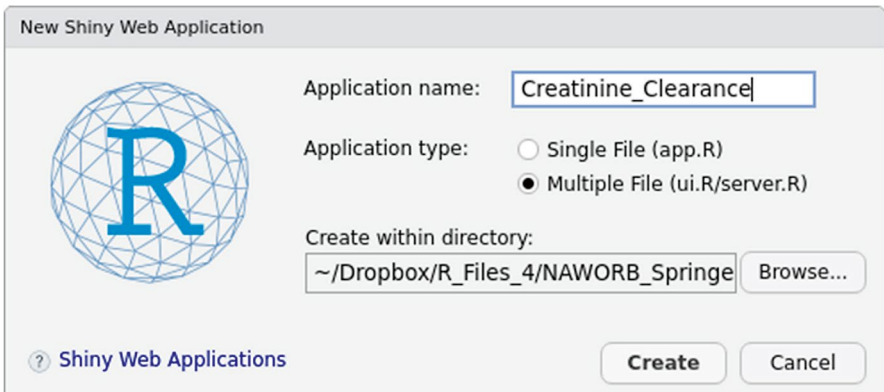 New Shiny Web Application
Application name: Creatinine_Clearance
Application type: Single File (app.R)
Multiple File (ui.R/server.R)
Create within directory:
~/Dropbox/R_Files_4/NAWORB_Springe Browse...
R
? Shiny Web Applications Create Cancel